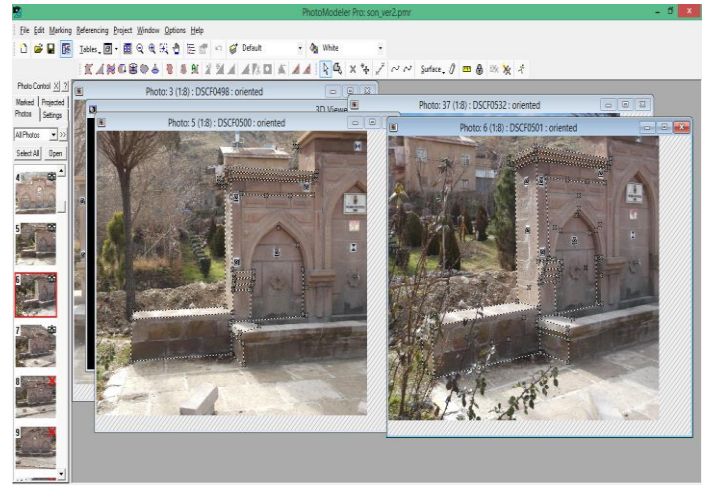 PhotoModeler Pro: son_ver2.pmr
File Edit Marking Referencing Project Window Options Help
Tables Default White
Surface
Photo Control
Marked Projected
Photos Settings
All Photos >>
Select All Open
4
5
6
7
8
9
Photo: 3 (1:8) : DSCF0498 : oriented
3D Viewer
Photo: 37 (1:8) : DSCF0532 : oriented
Photo: 5 (1:8) : DSCF0500 : oriented
Photo: 6 (1:8) : DSCF0501 : oriented